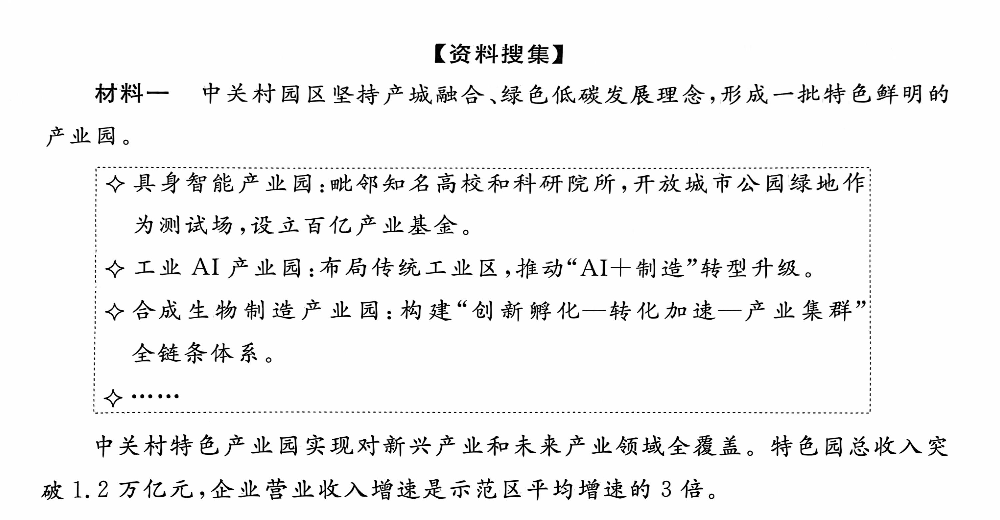 【资料搜集】
材料一 中关村园区坚持产城融合、绿色低碳发展理念,形成一批特色鲜明的
产业园。
✧ 具身智能产业园:毗邻知名高校和科研院所,开放城市公园绿地作
为测试场,设立百亿产业基金。
✧ 工业 AI 产业园:布局传统工业区,推动“AI+制造”转型升级。
✧ 合成生物制造产业园:构建“创新孵化—转化加速—产业集群”
全链条体系。
✧ ……
中关村特色产业园实现对新兴产业和未来产业领域全覆盖。特色园总收入突
破 1.2 万亿元,企业营业收入增速是示范区平均增速的 3 倍。